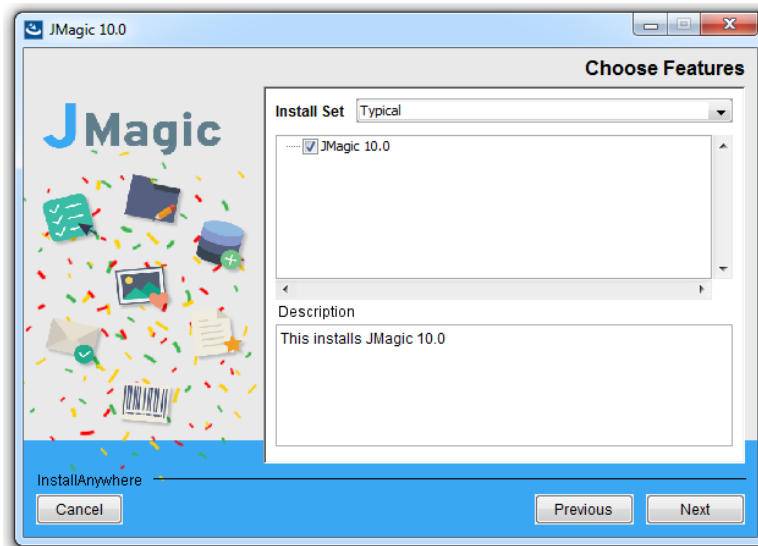 JMagic 10.0
Choose Features
JMagic
Install Set Typical
JMagic 10.0
Description
This installs JMagic 10.0
InstallAnywhere
Cancel Previous Next